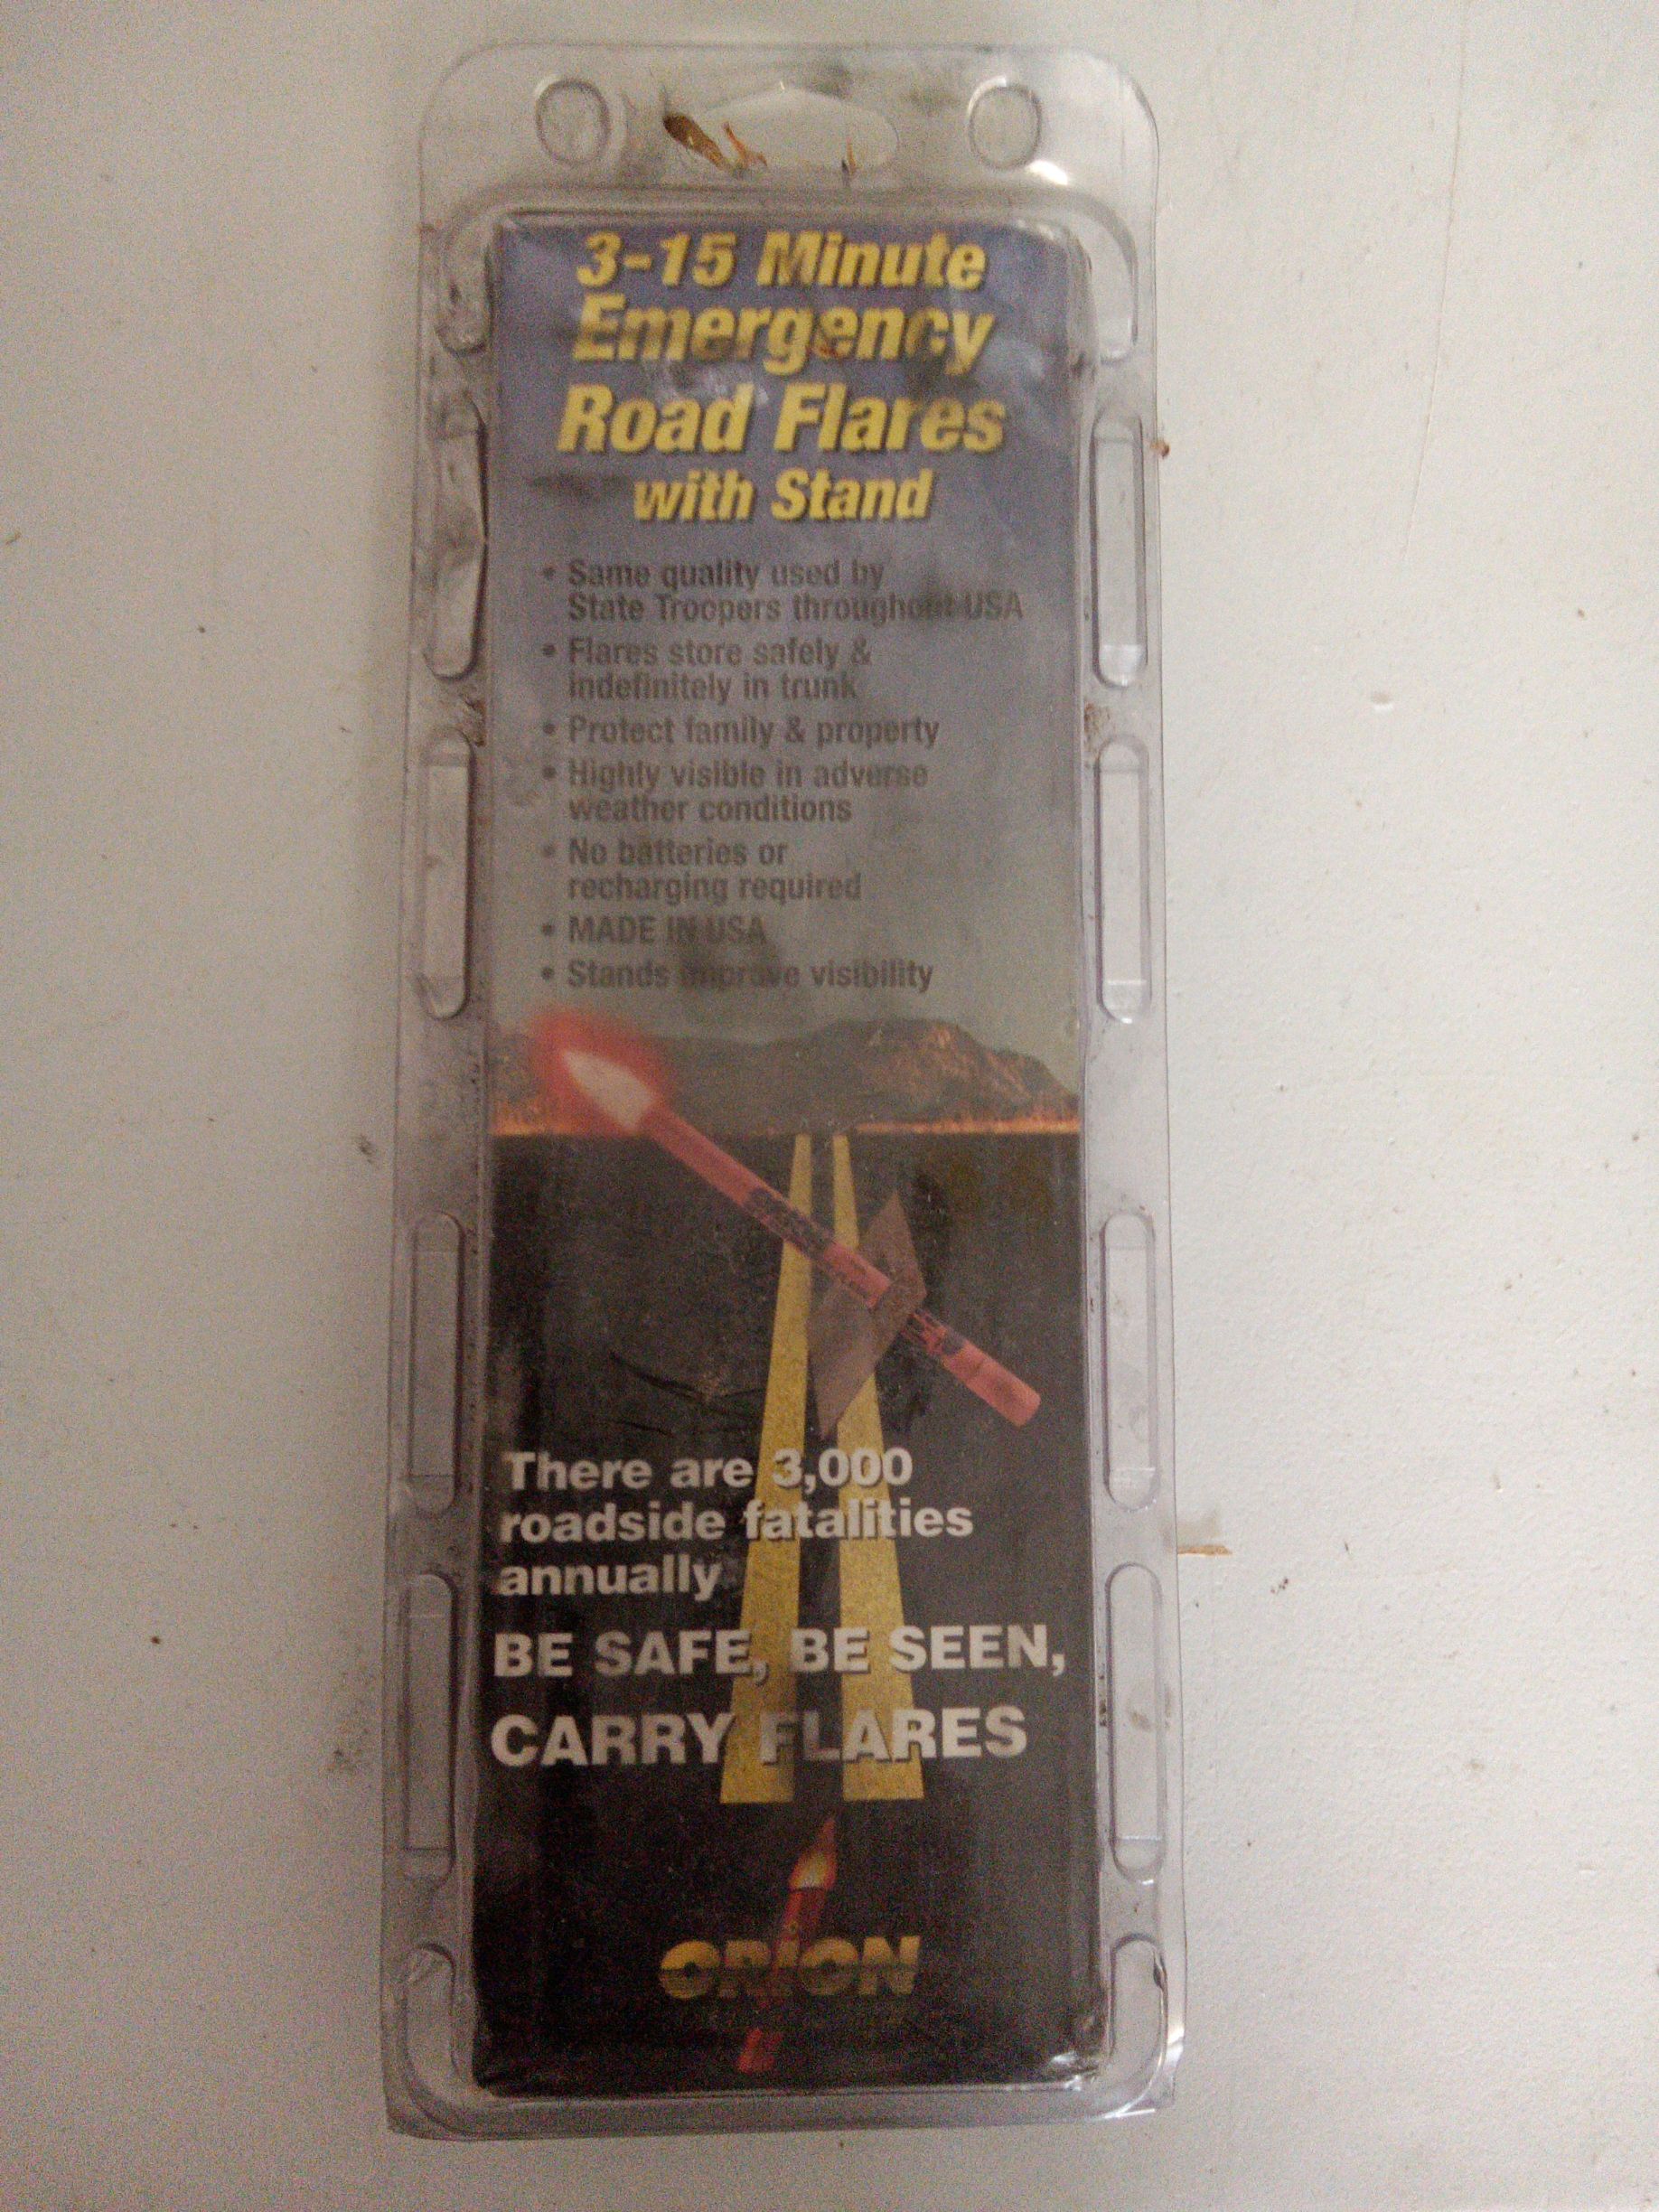 3-15 Minute
Emergency
Road Flares
with Stand
• Same quality used by
State Troopers throughout USA
• Flares store safely &
indefinitely in trunk
• Protect family & property
• Highly visible in adverse
weather conditions
• No batteries or
recharging required
• MADE IN USA
• Stands improve visibility
There are 3,000
roadside fatalities
annually
BE SAFE, BE SEEN,
CARRY FLARES
ORION